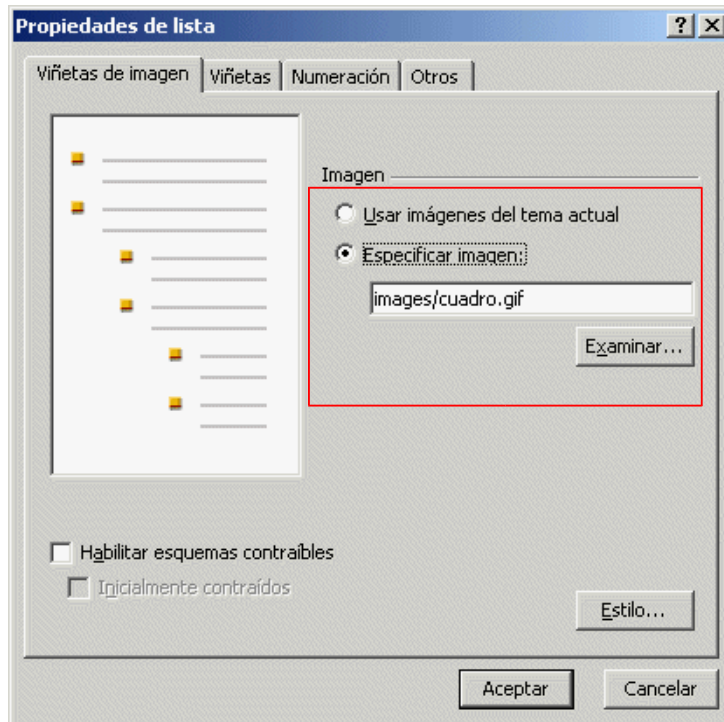 Propiedades de lista
Viñetas de imagen Viñetas Numeración Otros
Imagen
Usar imágenes del tema actual
Especificar imagen:
images/cuadro.gif
Examinar...
Habilitar esquemas contraíbles
Inicialmente contraídos
Estilo...
Aceptar Cancelar